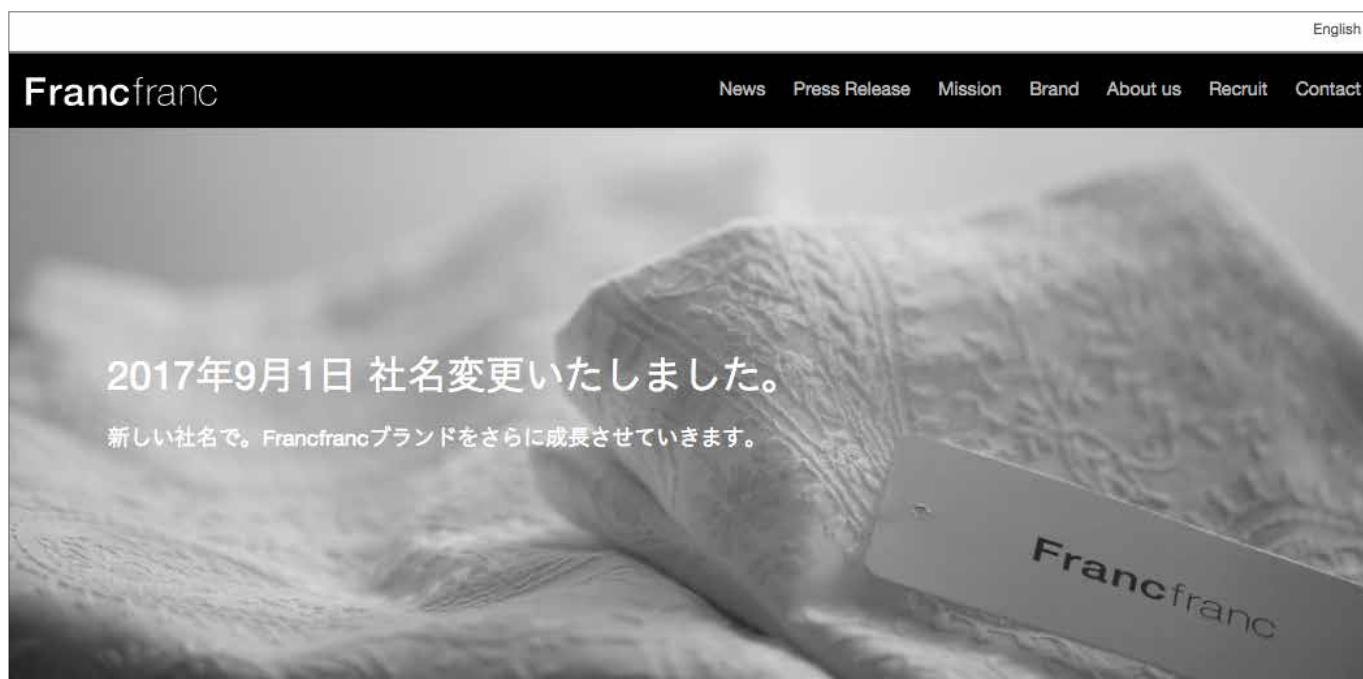 English
Francfranc
News Press Release Mission Brand About us Recruit Contact
2017年9月1日 社名変更いたしました。
新しい社名で。Francfrancブランドをさらに成長させていきます。
Francfranc